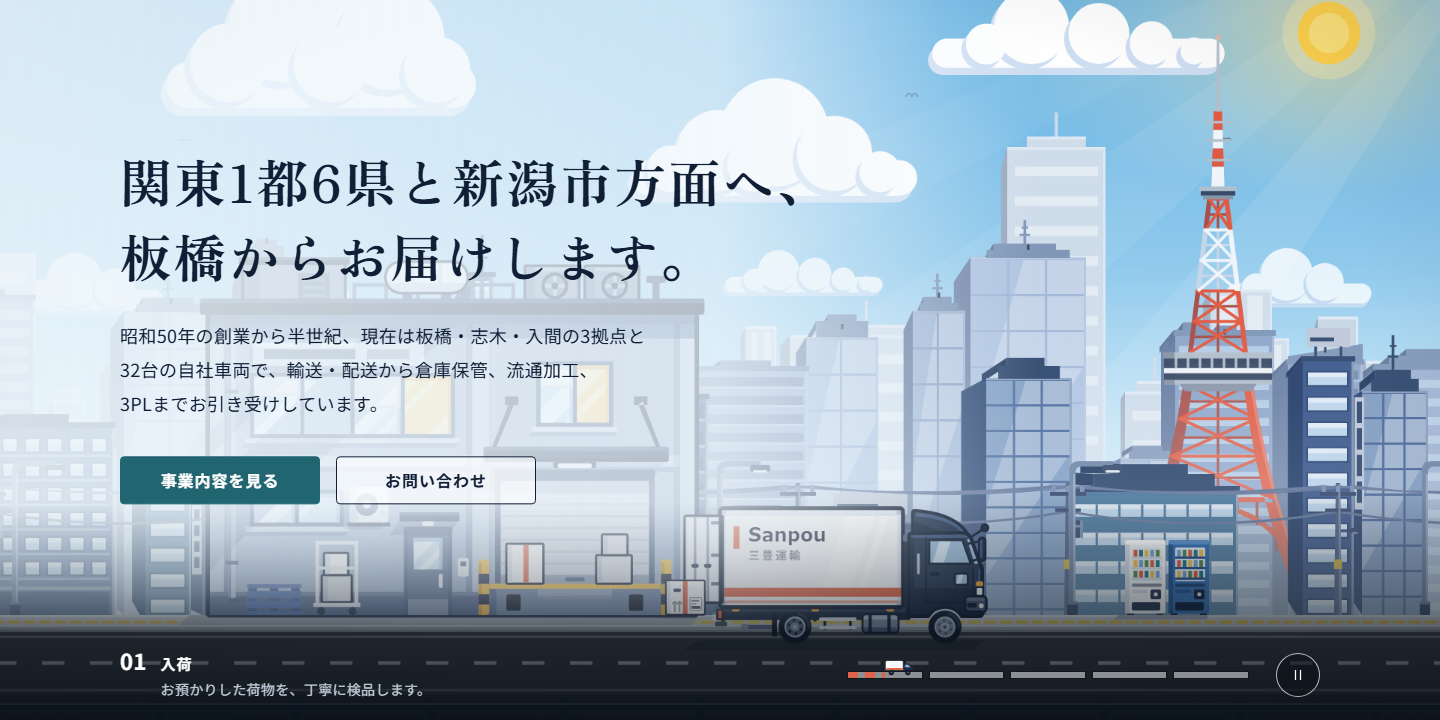 関東1都6県と新潟市方面へ、
板橋からお届けします。
昭和50年の創業から半世紀、現在は板橋・志木・入間の3拠点と
32台の自社車両で、輸送・配送から倉庫保管、流通加工、
3PLまでお引き受けしています。
事業内容を見る
お問い合わせ
Sanpou
三豊運輸
01 入荷
お預かりした荷物を、丁寧に検品します。